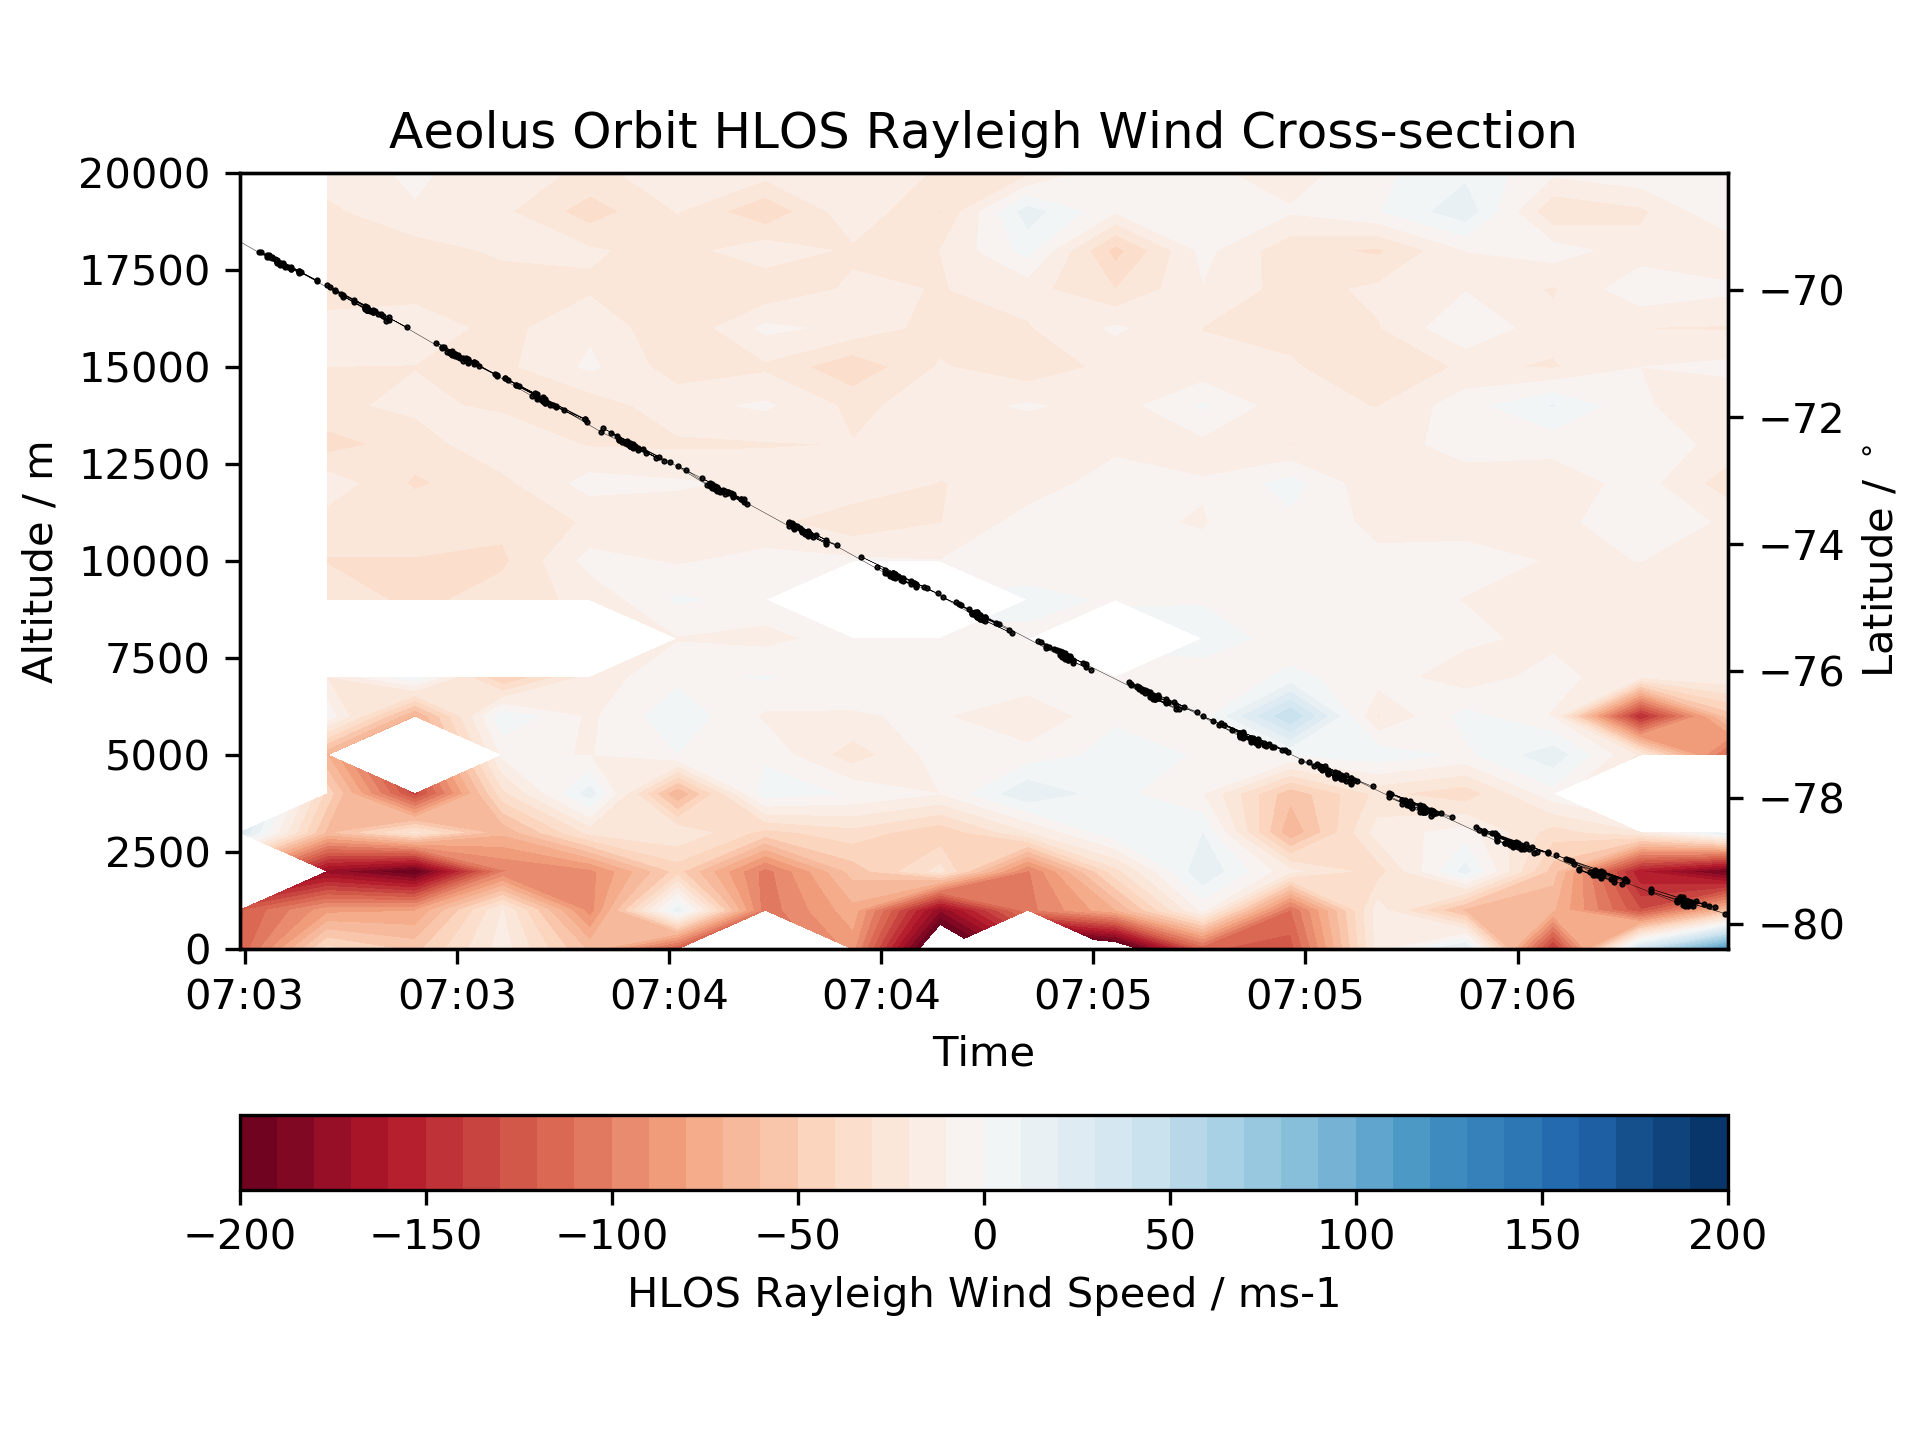 Aeolus Orbit HLOS Rayleigh Wind Cross-section
20000
17500
15000
12500
10000
7500
5000
2500
0
Altitude / m
−70
−72
−74
−76
−78
−80
Latitude / °
07:03 07:03 07:04 07:04 07:05 07:05 07:06
Time
−200 −150 −100 −50 0 50 100 150 200
HLOS Rayleigh Wind Speed / ms-1